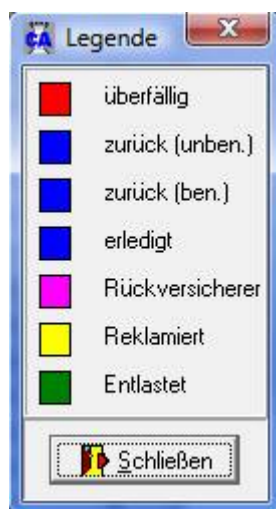 CA Legende
überfällig
zurück (unben.)
zurück (ben.)
erledigt
Rückversicherer
Reklamiert
Entlastet
Schließen